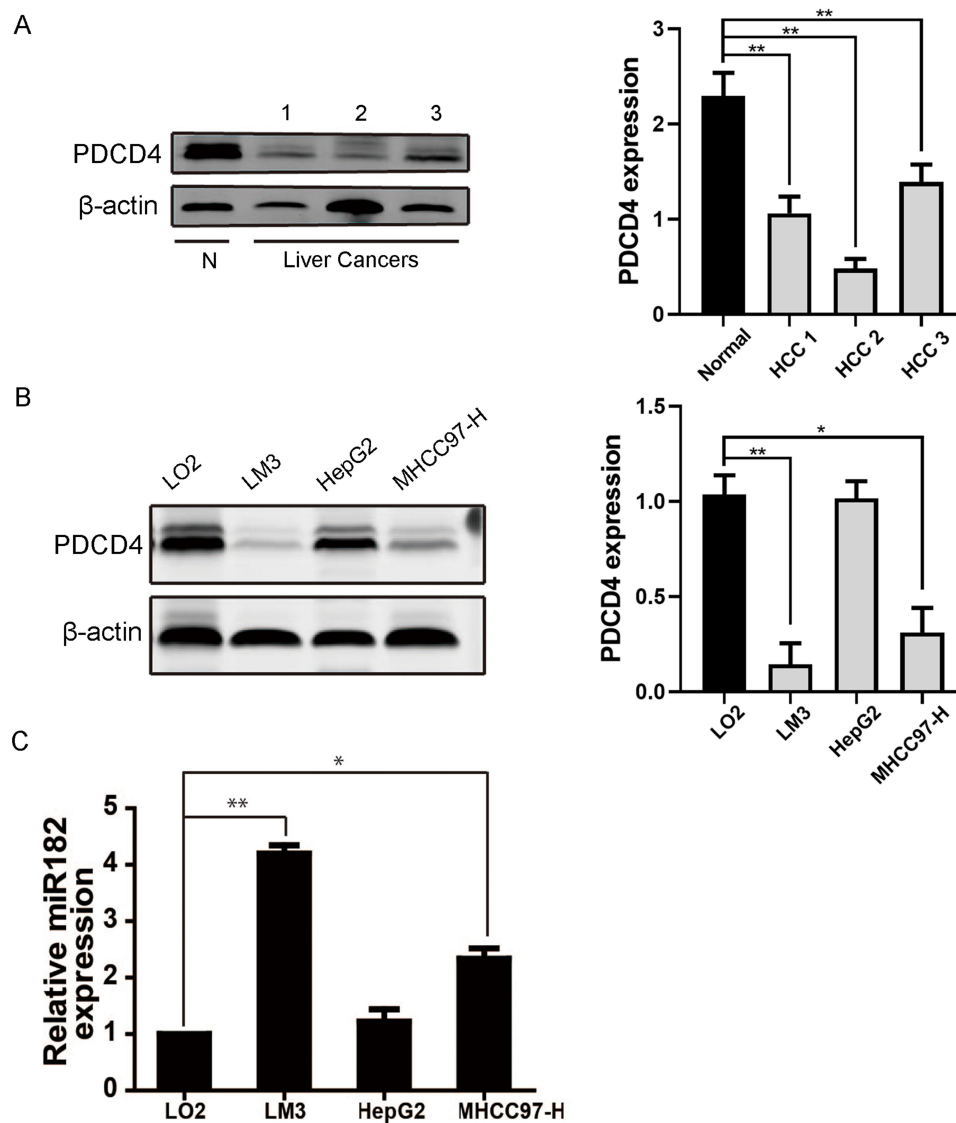 A
1 2 3
PDCD4
β-actin
N Liver Cancers
PDCD4 expression
3
2
1
0
** ** **
Normal HCC 1 HCC 2 HCC 3
B
LO2 LM3 HepG2 MHCC97-H
PDCD4
β-actin
PDCD4 expression
1.5
1.0
0.5
0.0
*
**
LO2 LM3 HepG2 MHCC97-H
C
Relative miR182
expression
5
4
3
2
1
0
*
**
LO2 LM3 HepG2 MHCC97-H